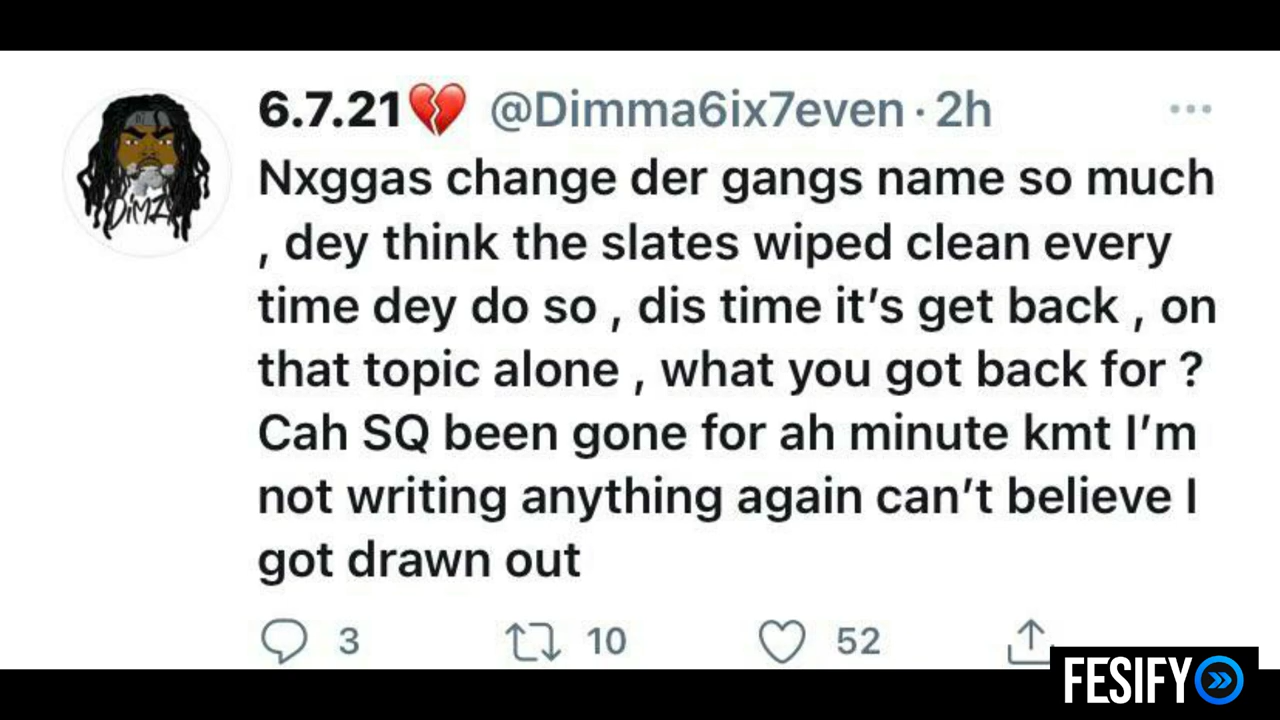 6.7.21💔 @Dimma6ix7even · 2h
Nxggas change der gangs name so much
, dey think the slates wiped clean every
time dey do so , dis time it’s get back , on
that topic alone , what you got back for ?
Cah SQ been gone for ah minute kmt I’m
not writing anything again can’t believe I
got drawn out
3 10 52
DiMZY
FESIFY